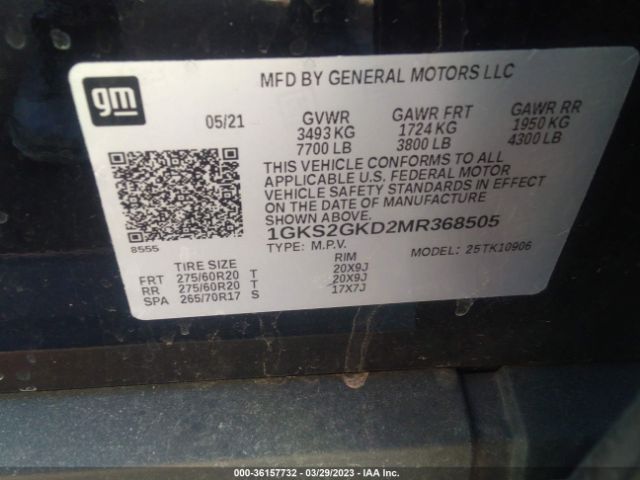 gm
MFD BY GENERAL MOTORS LLC
05/21
GVWR GAWR FRT GAWR RR
3493 KG 1724 KG 1950 KG
7700 LB 3800 LB 4300 LB
THIS VEHICLE CONFORMS TO ALL
APPLICABLE U.S. FEDERAL MOTOR
VEHICLE SAFETY STANDARDS IN EFFECT
ON THE DATE OF MANUFACTURE
SHOWN ABOVE.
1GKS2GKD2MR368505
8555
TYPE: M.P.V. MODEL: 25TK10906
TIRE SIZE RIM
FRT 275/60R20 T 20X9J
RR 275/60R20 T 20X9J
SPA 265/70R17 S 17X7J
000-36157732 — 03/29/2023 — IAA Inc.